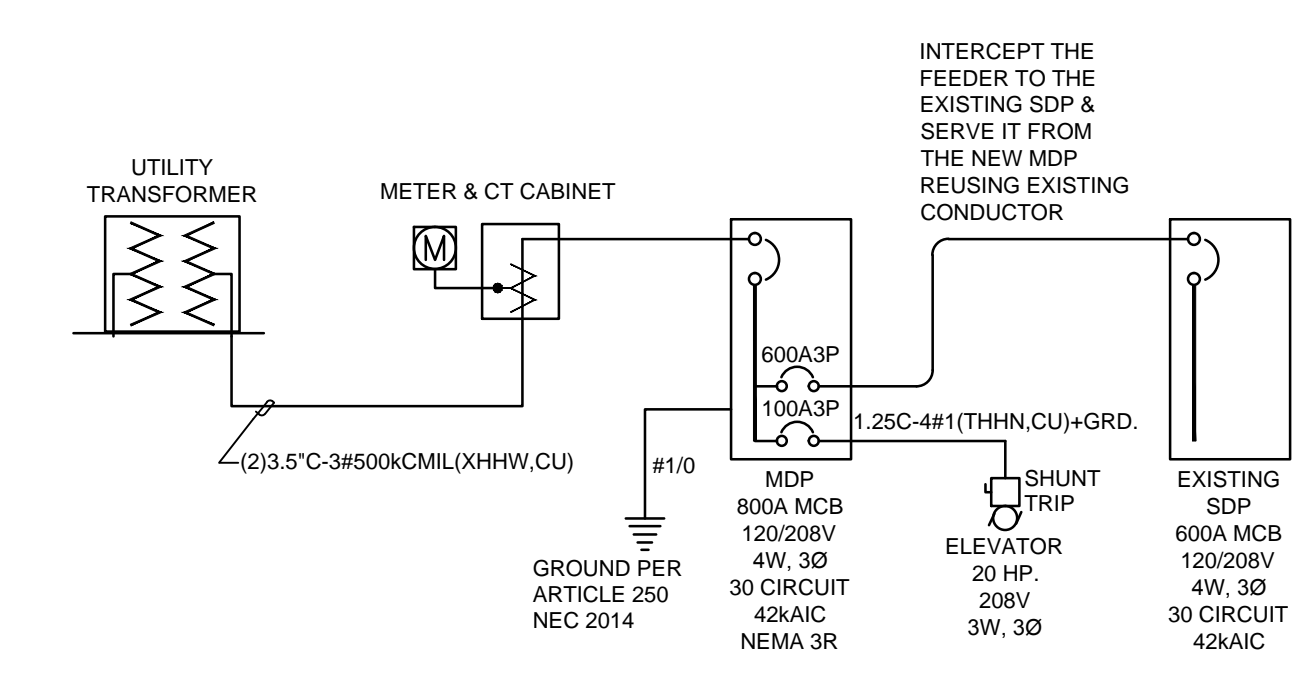 INTERCEPT THE
FEEDER TO THE
EXISTING SDP &
SERVE IT FROM
THE NEW MDP
REUSING EXISTING
CONDUCTOR
UTILITY
TRANSFORMER
METER & CT CABINET
M
600A3P
100A3P
1.25C-4#1(THHN,CU)+GRD.
(2)3.5"C-3#500kCMIL(XHHW,CU)
#1/0
GROUND PER
ARTICLE 250
NEC 2014
MDP
800A MCB
120/208V
4W, 3Ø
30 CIRCUIT
42kAIC
NEMA 3R
SHUNT
TRIP
ELEVATOR
20 HP.
208V
3W, 3Ø
EXISTING
SDP
600A MCB
120/208V
4W, 3Ø
30 CIRCUIT
42kAIC